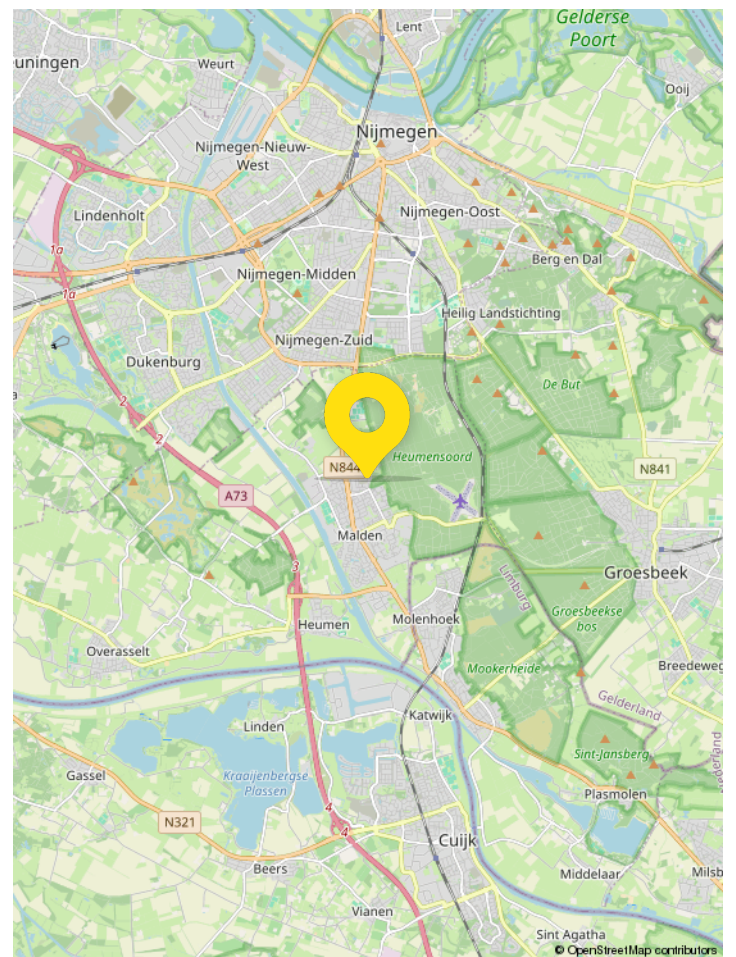 Gelderse
Poort
Lent
euningen
Weurt
Ooij
Nijmegen
Nijmegen-Nieuw-
West
Lindenholt
Nijmegen-Oost
1a
Berg en Dal
Nijmegen-Midden
1a
Heilig Landstichting
Nijmegen-Zuid
Dukenburg
De But
a
2
2
Heumensoord
N844
N841
A73
Malden
3
Limburg
Groesbeek
Groesbeekse
bos
Heumen
Molenhoek
Overasselt
Mookerheide
Breedeweg
Gelderland
Linden
Katwijk
Sint-Jansberg
Nederland
Gassel
Kraaijenbergse
Plassen
Plasmolen
4
N321
4
Cuijk
Beers
Middelaar
Milsb
Vianen
Sint Agatha
© OpenStreetMap contributors